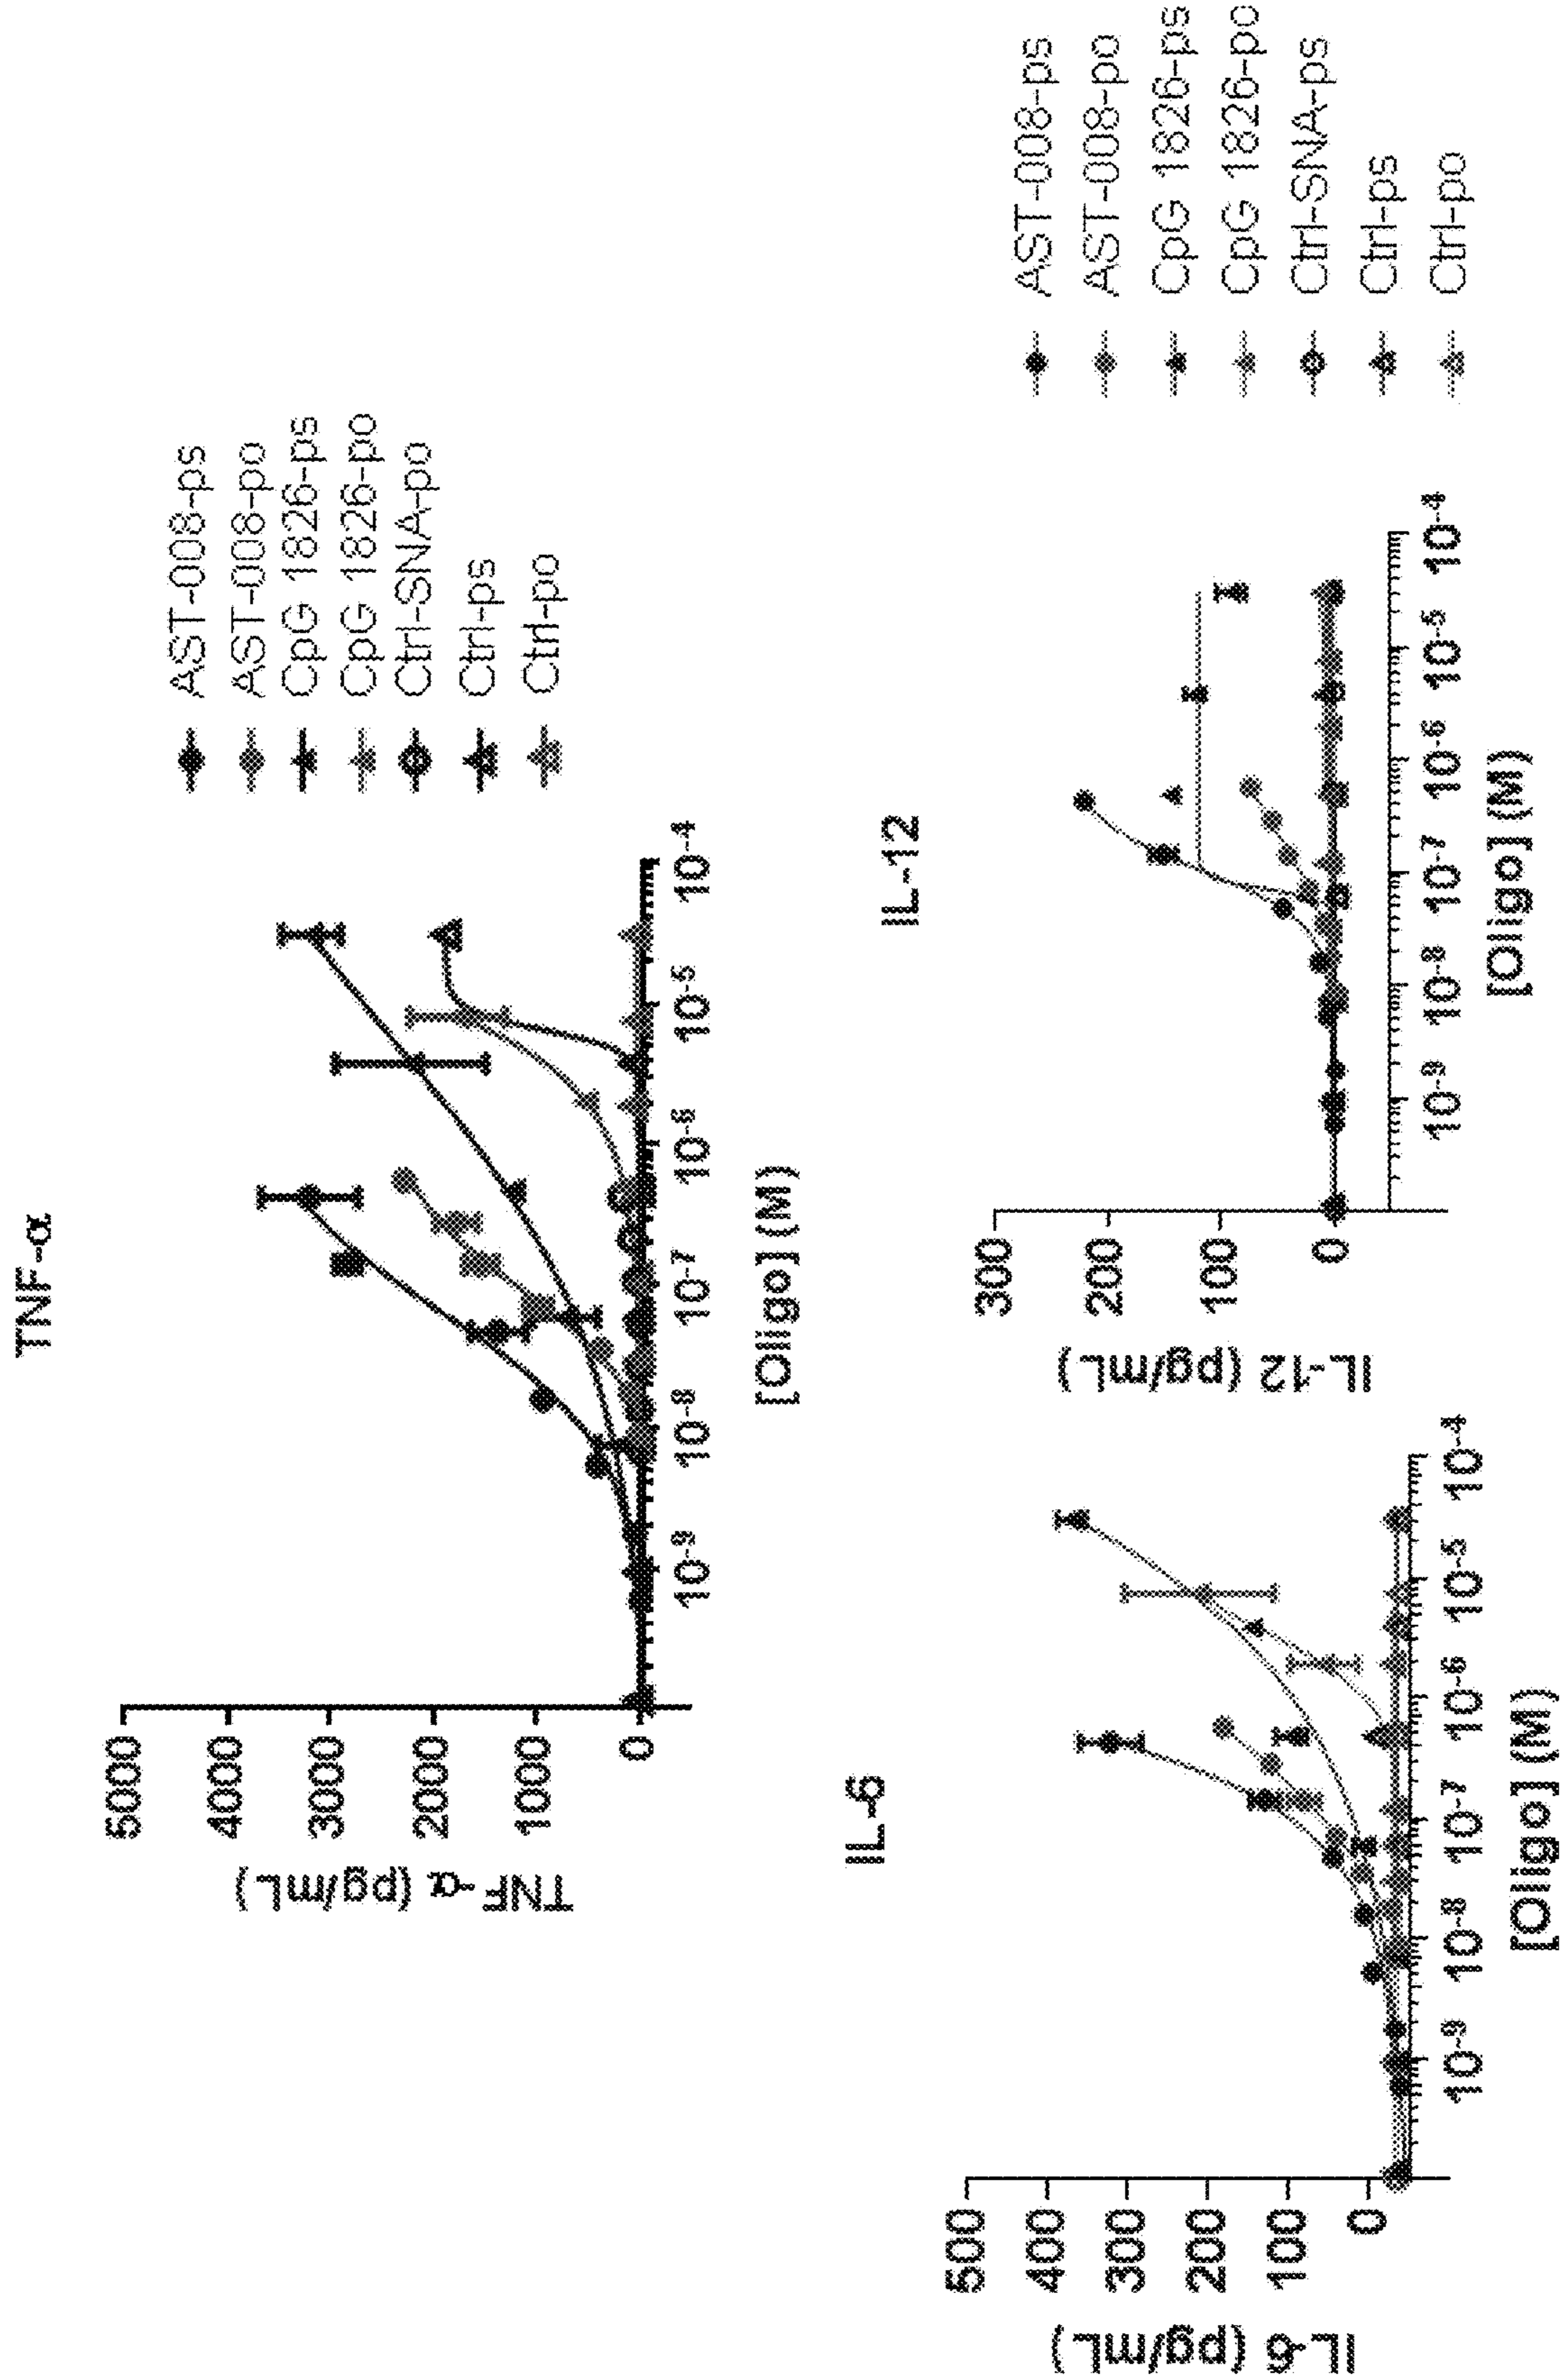 TNF-α
TNF-α (pg/mL)
5000
4000
3000
2000
1000
0
10-9
10-8
10-7
10-6
10-5
10-4
[Oligo] (M)
AST-008-ps
AST-008-po
CpG 1826-ps
CpG 1826-po
Ctrl-SNA-po
Ctrl-ps
Ctrl-po
IL-6
IL-6 (pg/mL)
500
400
300
200
100
0
10-9
10-8
10-7
10-6
10-5
10-4
[Oligo] (M)
IL-12
IL-12 (pg/mL)
300
200
100
0
10-9
10-8
10-7
10-6
10-5
10-4
[Oligo] (M)
AST-008-ps
AST-008-po
CpG 1826-ps
CpG 1826-po
Ctrl-SNA-ps
Ctrl-ps
Ctrl-po